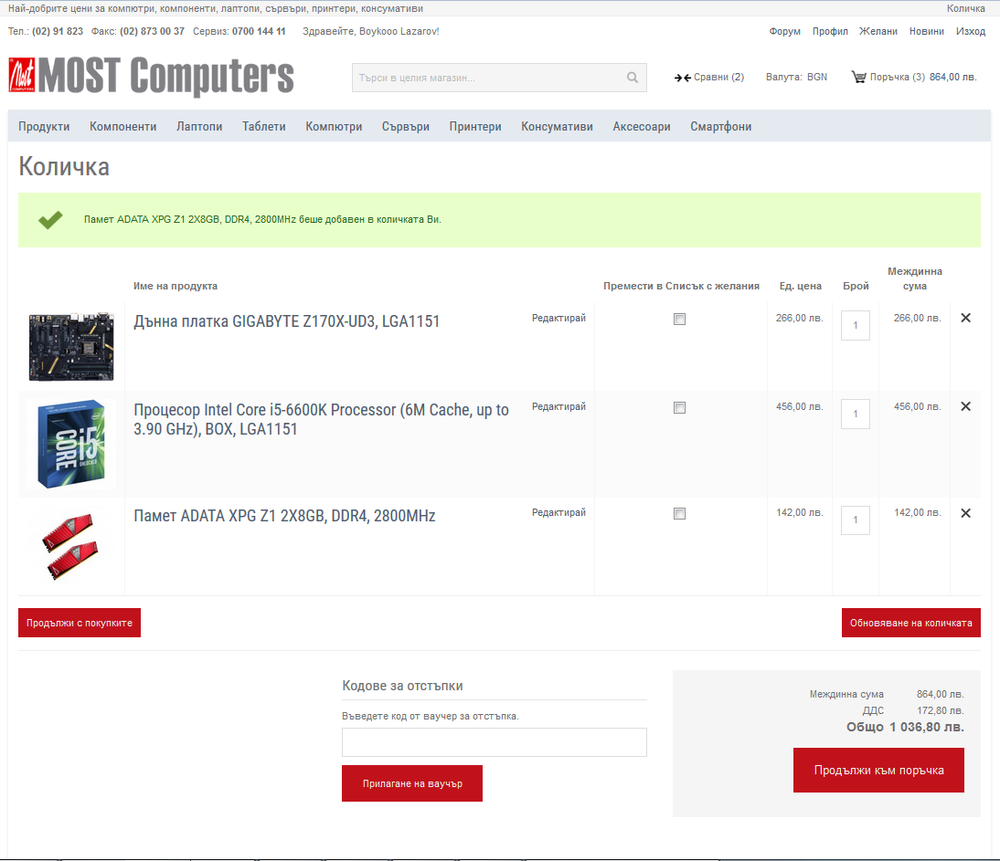 Най-добрите цени за компютри, компоненти, лаптопи, сървъри, принтери, консумативи
Количка
Тел.: (02) 91 823 Факс: (02) 873 00 37 Сервиз: 0700 144 11 Здравейте, Boykooo Lazarov!
Форум Профил Желани Новини Изход
Most COMPUTERS MOST Computers
Търси в целия магазин...
Сравни (2)
Валута: BGN
Поръчка (3) 864,00 лв.
Продукти Компоненти Лаптопи Таблети Компютри Сървъри Принтери Консумативи Аксесоари Смартфони
Количка
Памет ADATA XPG Z1 2X8GB, DDR4, 2800MHz беше добавен в количката Ви.
Име на продукта Премести в Списък с желания Ед. цена Брой Междинна
сума
Дънна платка GIGABYTE Z170X-UD3, LGA1151 Редактирай 266,00 лв. 1 266,00 лв.
intel
CORE i5
UNLOCKED
Процесор Intel Core i5-6600K Processor (6M Cache, up to Редактирай 456,00 лв. 1 456,00 лв.
3.90 GHz), BOX, LGA1151
Памет ADATA XPG Z1 2X8GB, DDR4, 2800MHz Редактирай 142,00 лв. 1 142,00 лв.
Продължи с покупките
Обновяване на количката
Кодове за отстъпки
Въведете код от ваучер за отстъпка.
Прилагане на ваучър
Междинна сума 864,00 лв.
ДДС 172,80 лв.
Общо 1 036,80 лв.
Продължи към поръчка